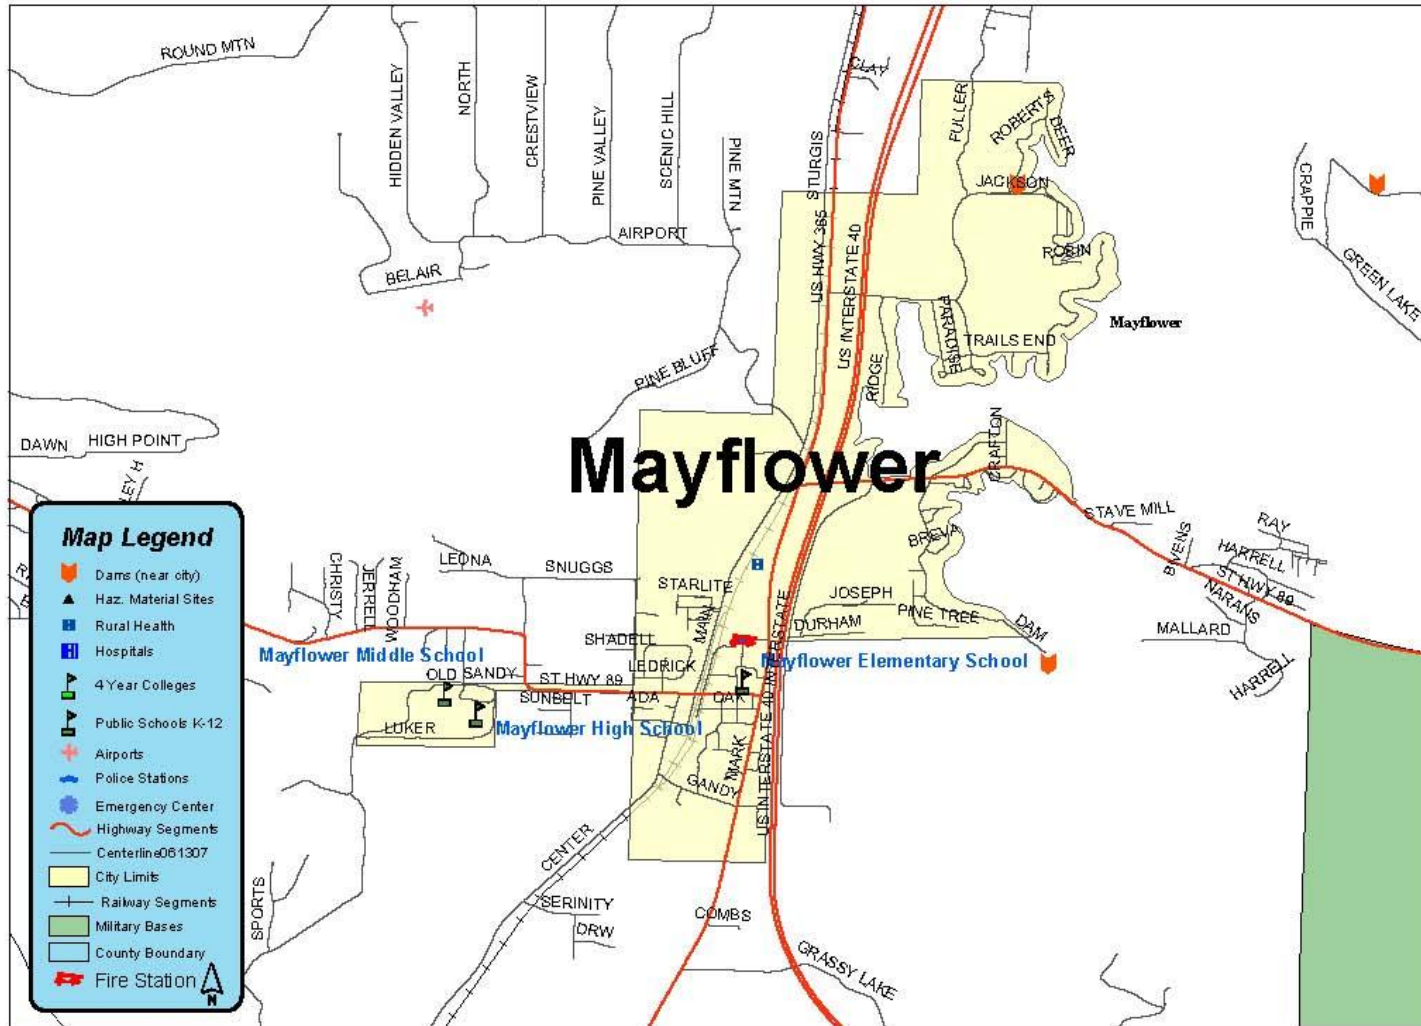 ROUND MTN
HIDDEN VALLEY
NORTH
CRESTVIEW
PINE VALLEY
SCENIC HILL
PINE MTN
STURGIS
CLAY
FULLER
ROBERTS
DEER
JACKSON
ROBIN
CRAPPIE
GREEN LAKE
AIRPORT
BELAIR
US HWY 365
US INTERSTATE 40
PARADISE
TRAILS END
Mayflower
RIDGE
PINE BLUFF
DAWN
HIGH POINT
LEY H
Mayflower
CRAFTON
STAVE MILL
BIVENS
RAY
HARRELL
ST HWY 89
NARANS
MALLARD
HARRELL
BREVA
JOSEPH
PINE TREE
DURHAM
DAM
LEONA
SNUGGS
STARLITE
MAIN
CHRISTY
JERRELL
WOODHAM
SHADELL
LEDRICK
Mayflower Middle School
Mayflower Elementary School
OLD SANDY
ST HWY 89
SUNBELT
ADA
OAK
LUKER
Mayflower High School
MARK
GANDY
US INTERSTATE 40
INTERSTATE
CENTER
SERINITY
DRW
COMBS
GRASSY LAKE
SPORTS
Map Legend
Dams (near city)
Haz. Material Sites
Rural Health
Hospitals
4 Year Colleges
Public Schools K-12
Airports
Police Stations
Emergency Center
Highway Segments
Centerline061307
City Limits
Railway Segments
Military Bases
County Boundary
Fire Station
N